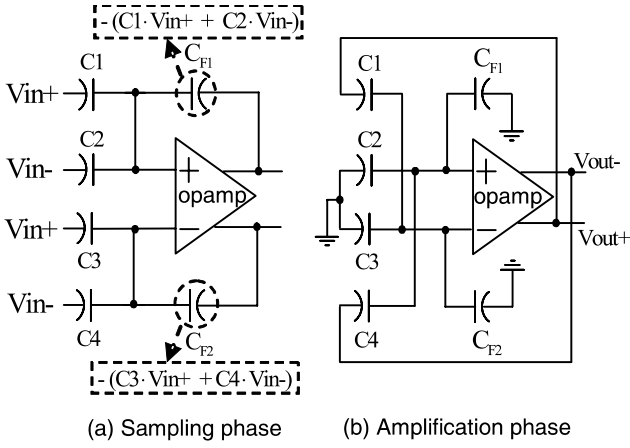 - (C1·Vin+ + C2·Vin-)
C1
CF1
Vin+
C2
Vin-
+
opamp
Vin+
−
C3
Vin-
C4
CF2
- (C3·Vin+ +C4·Vin-)
(a) Sampling phase
C1
CF1
C2
+
Vout-
opamp
−
Vout+
C3
C4
CF2
(b) Amplification phase